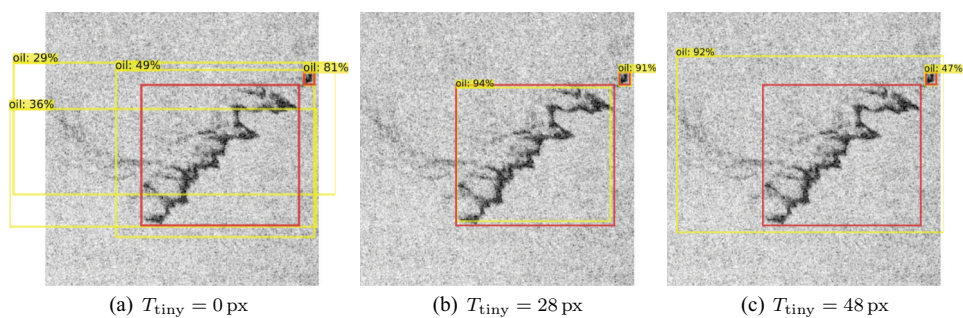 oil: 29%
oil: 49%
oil: 81%
oil: 36%
oil: 94%
oil: 91%
oil: 92%
oil: 47%
(a) T_tiny = 0 px
(b) T_tiny = 28 px
(c) T_tiny = 48 px